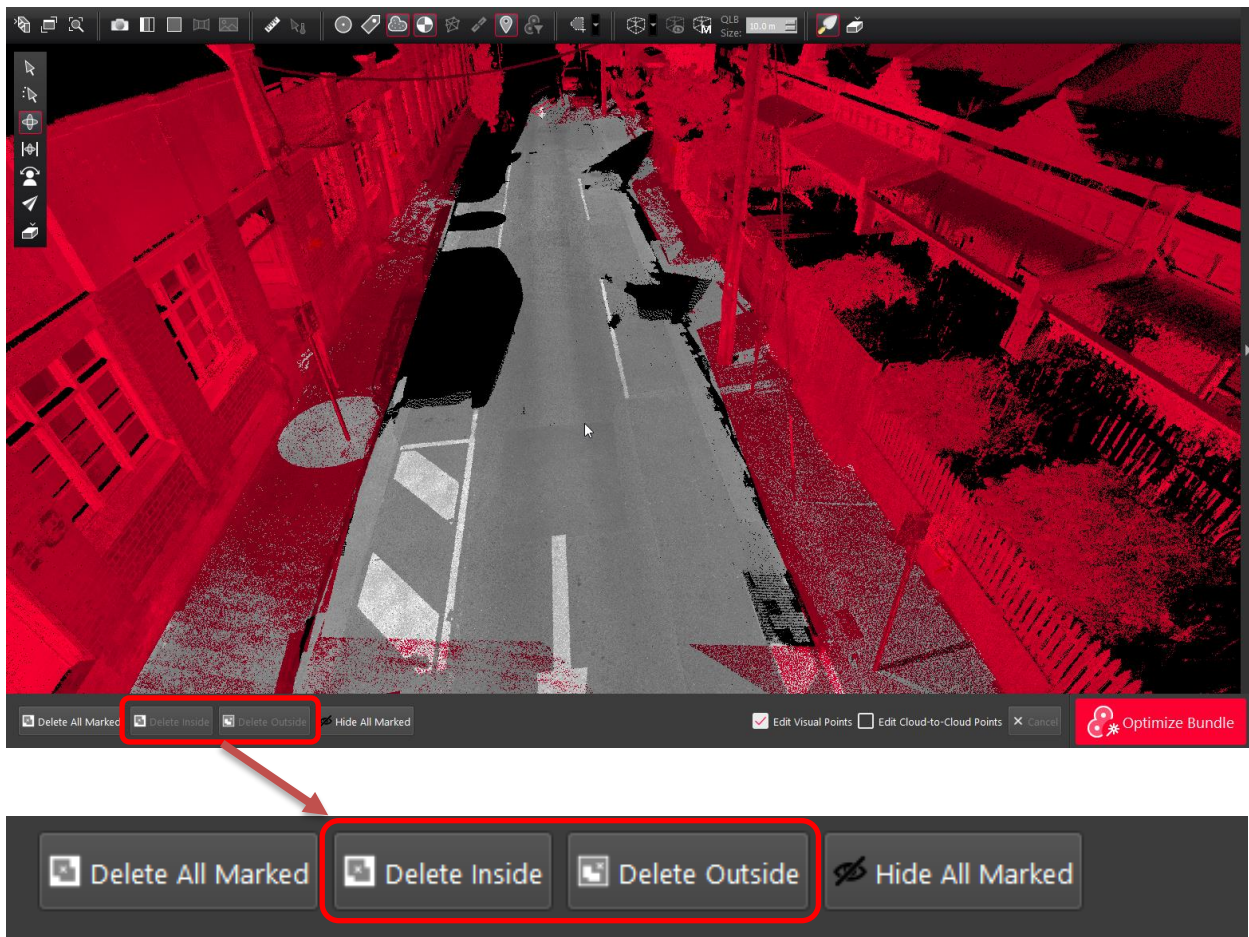 QLB
Size:
10.0 m
Delete All Marked
Delete Inside
Delete Outside
Hide All Marked
Edit Visual Points
Edit Cloud-to-Cloud Points
Cancel
Optimize Bundle
Delete All Marked
Delete Inside
Delete Outside
Hide All Marked